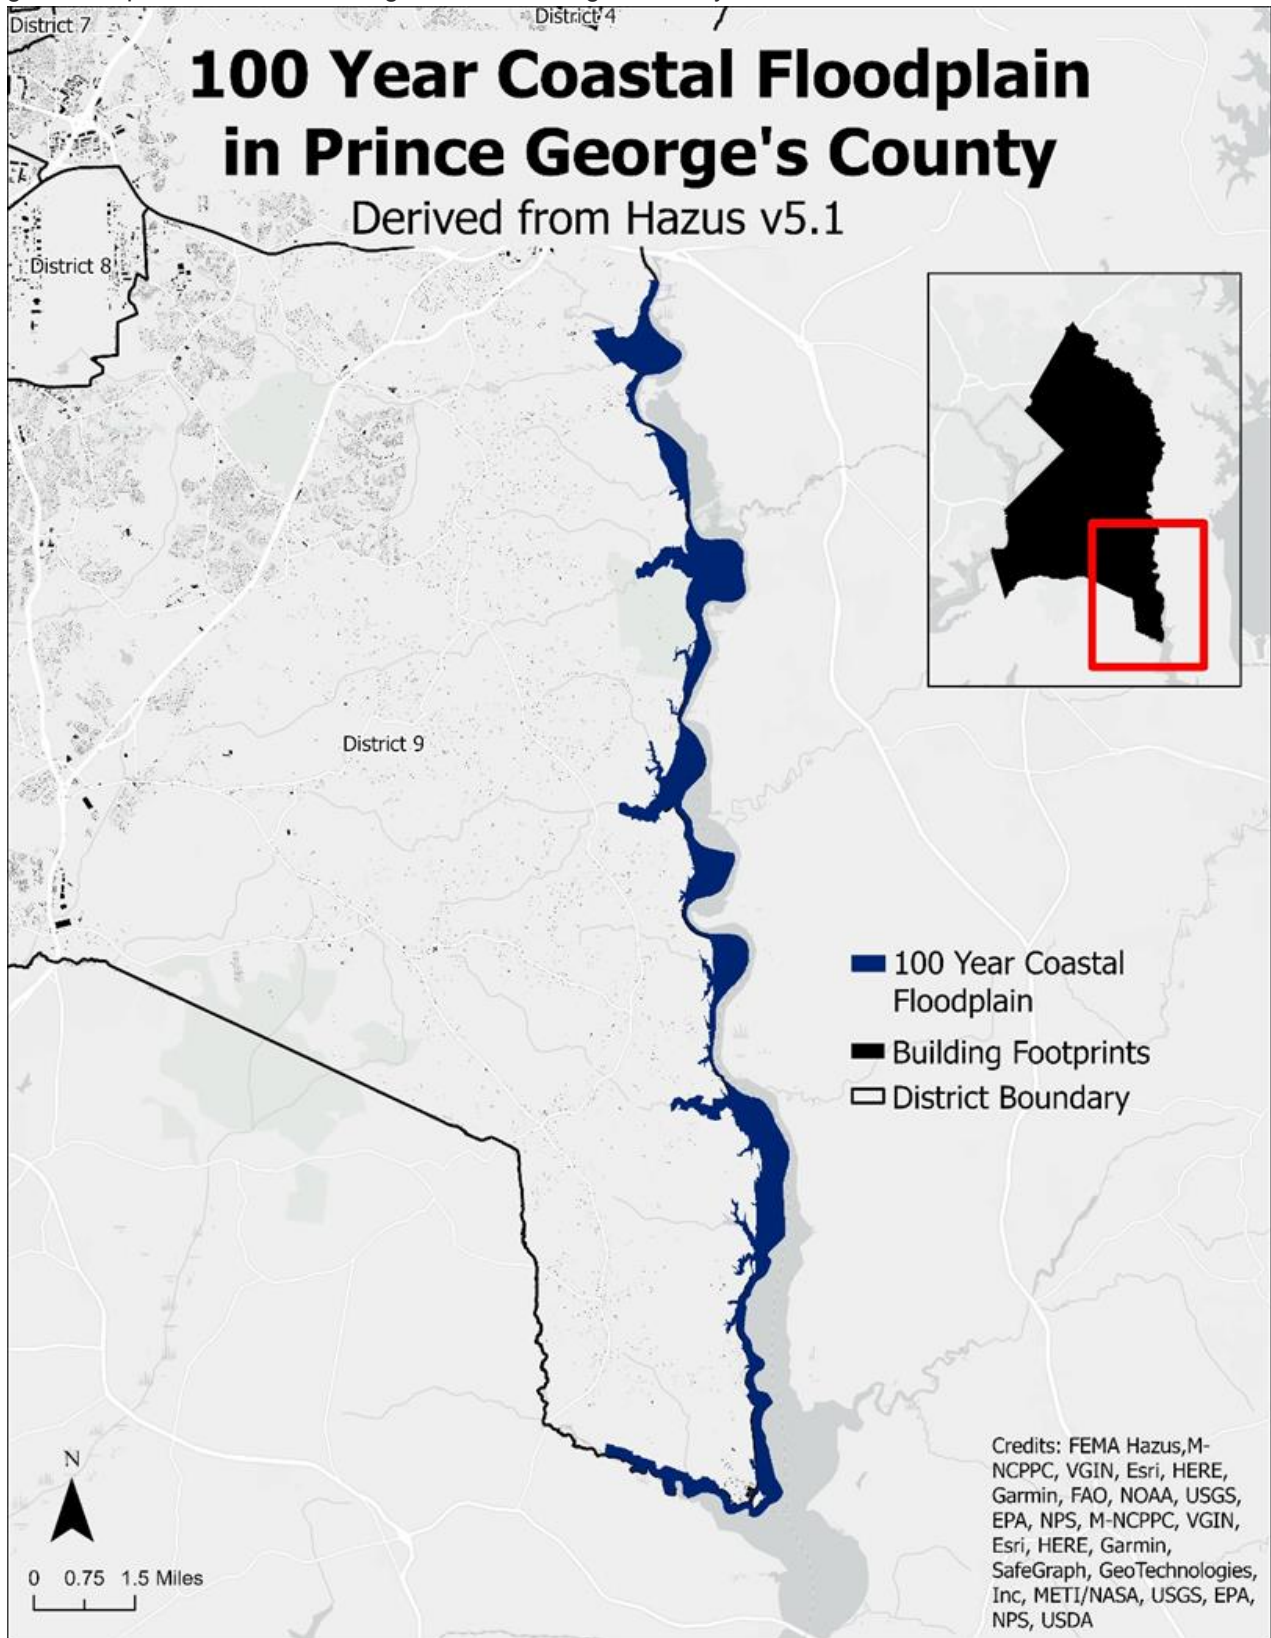 District 7
District 4
100 Year Coastal Floodplain
in Prince George's County
Derived from Hazus v5.1
District 8
District 9
100 Year Coastal
Floodplain
Building Footprints
District Boundary
N
0 0.75 1.5 Miles
Credits: FEMA Hazus,M-
NCPPC, VGIN, Esri, HERE,
Garmin, FAO, NOAA, USGS,
EPA, NPS, M-NCPPC, VGIN,
Esri, HERE, Garmin,
SafeGraph, GeoTechnologies,
Inc, METI/NASA, USGS, EPA,
NPS, USDA